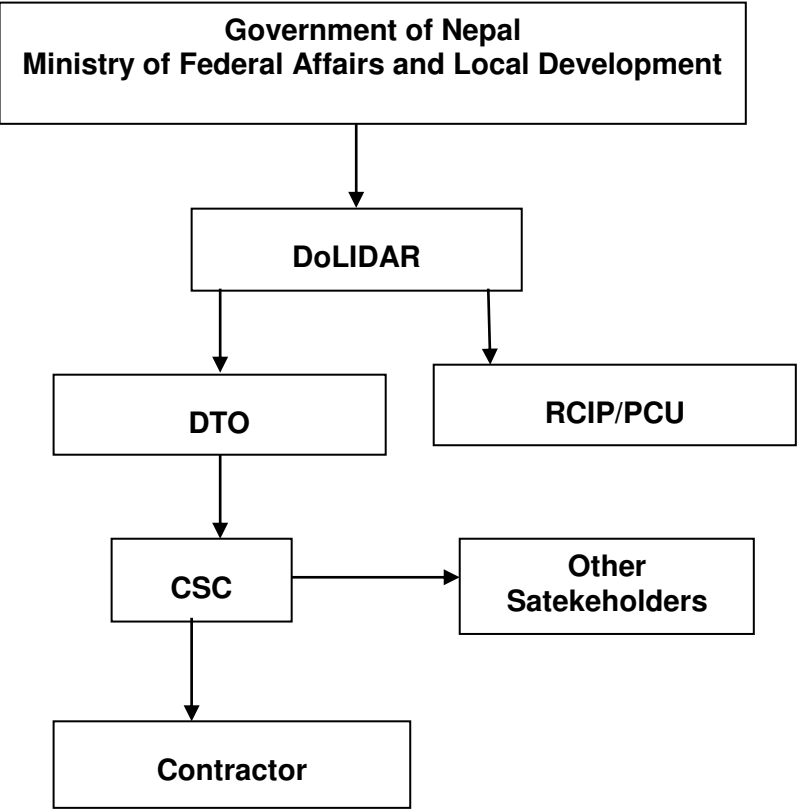 Government of Nepal
Ministry of Federal Affairs and Local Development
DoLIDAR
DTO
RCIP/PCU
CSC
Other
Satekeholders
Contractor